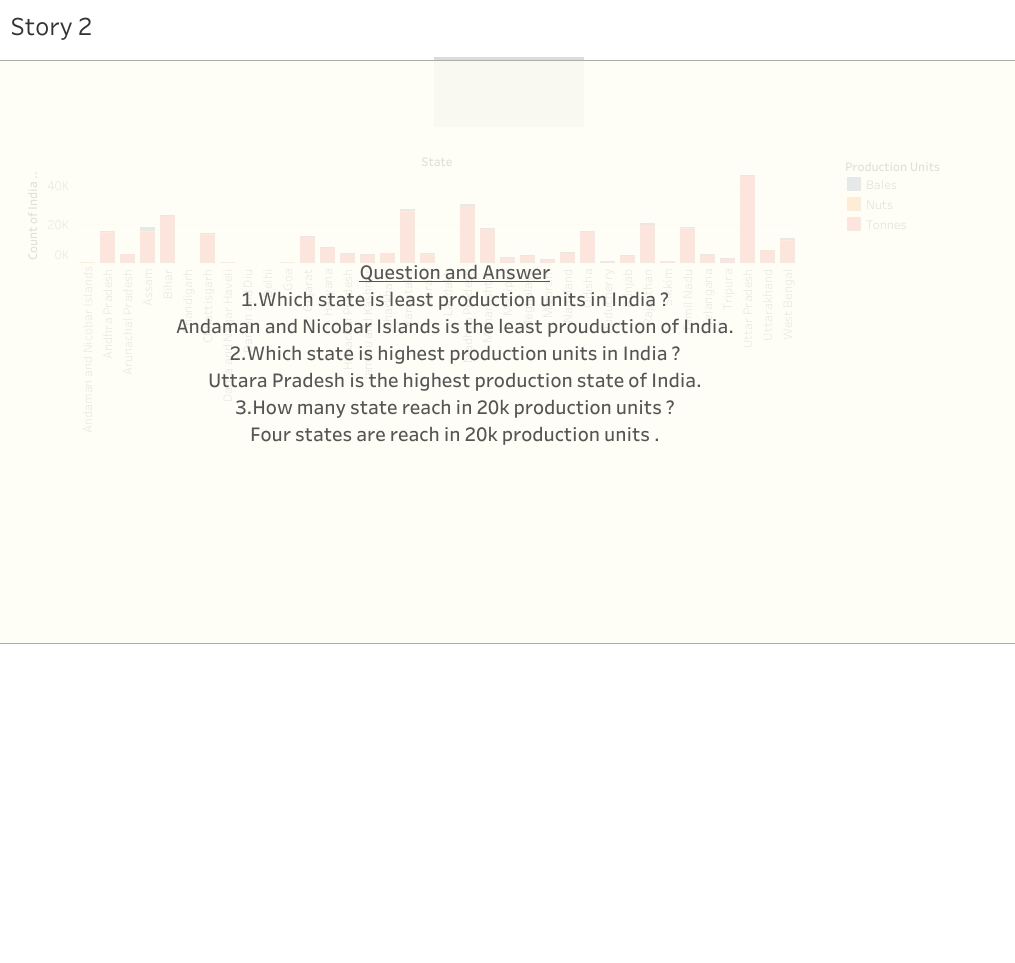 Story 2
State
Production Units
Count of India ..
40K
20K
0K
Bales
Nuts
Tonnes
Question and Answer
1.Which state is least production units in India ?
Andaman and Nicobar Islands is the least prouduction of India.
2.Which state is highest production units in India ?
Uttara Pradesh is the highest production state of India.
3.How many state reach in 20k production units ?
Four states are reach in 20k production units .
Andaman and Nicobar Islands
Andhra Pradesh
Arunachal Pradesh
Assam
Bihar
Goa
Tripura
Uttar Pradesh
Uttarakhand
West Bengal